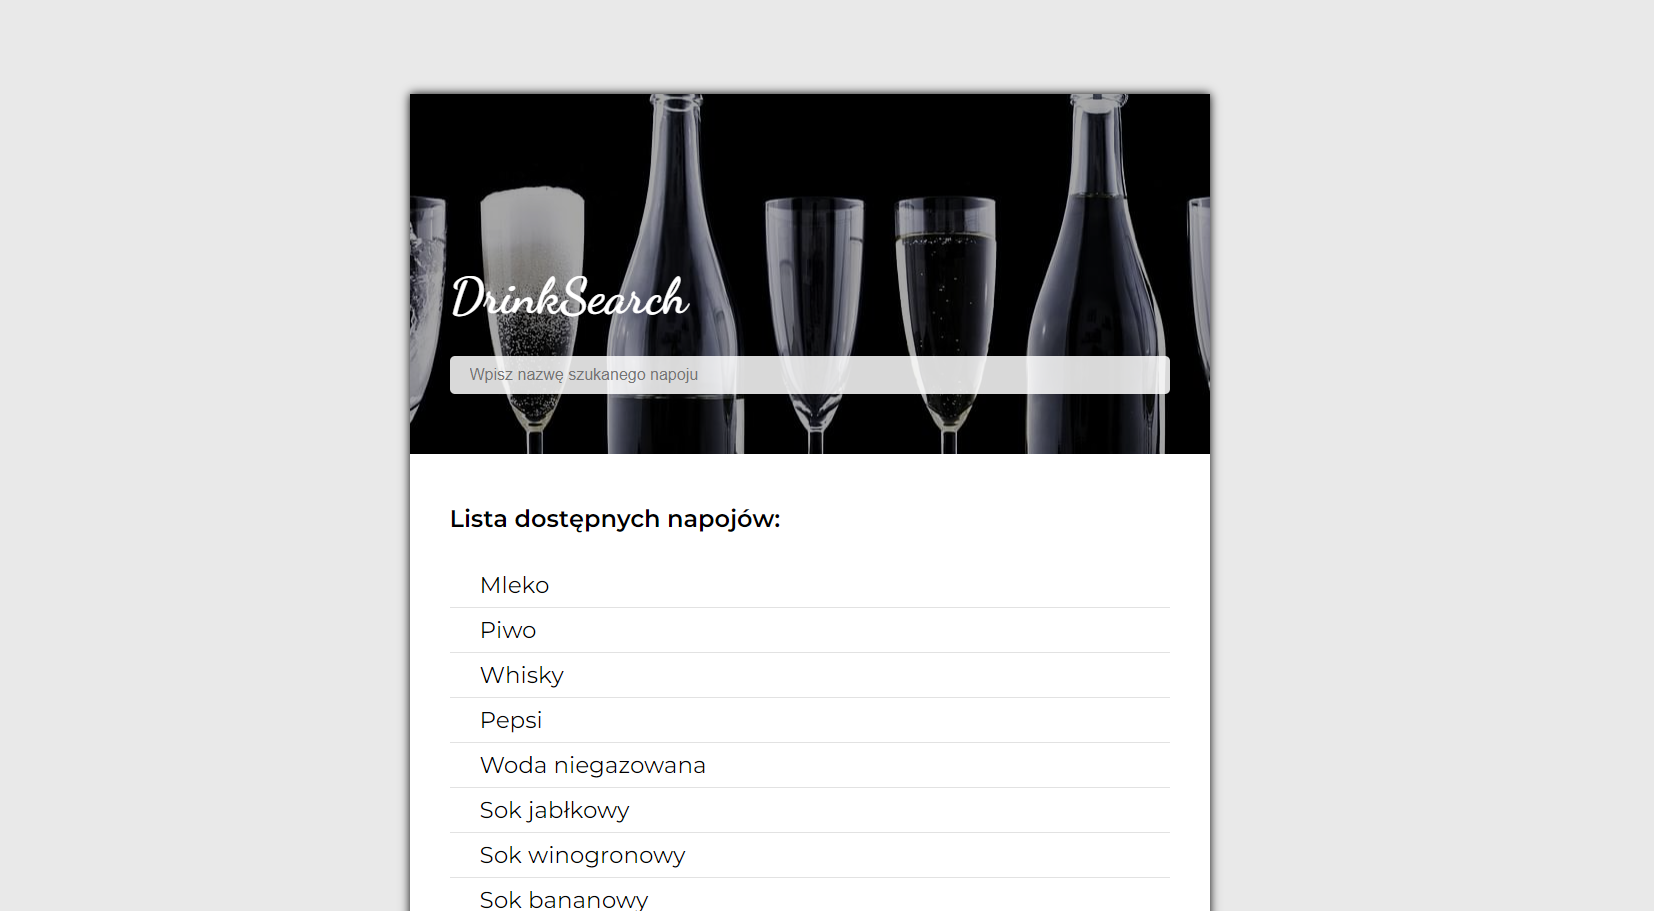 DrinkSearch
Wpisz nazwę szukanego napoju
Lista dostępnych napojów:
Mleko
Piwo
Whisky
Pepsi
Woda niegazowana
Sok jabłkowy
Sok winogronowy
Sok bananowy